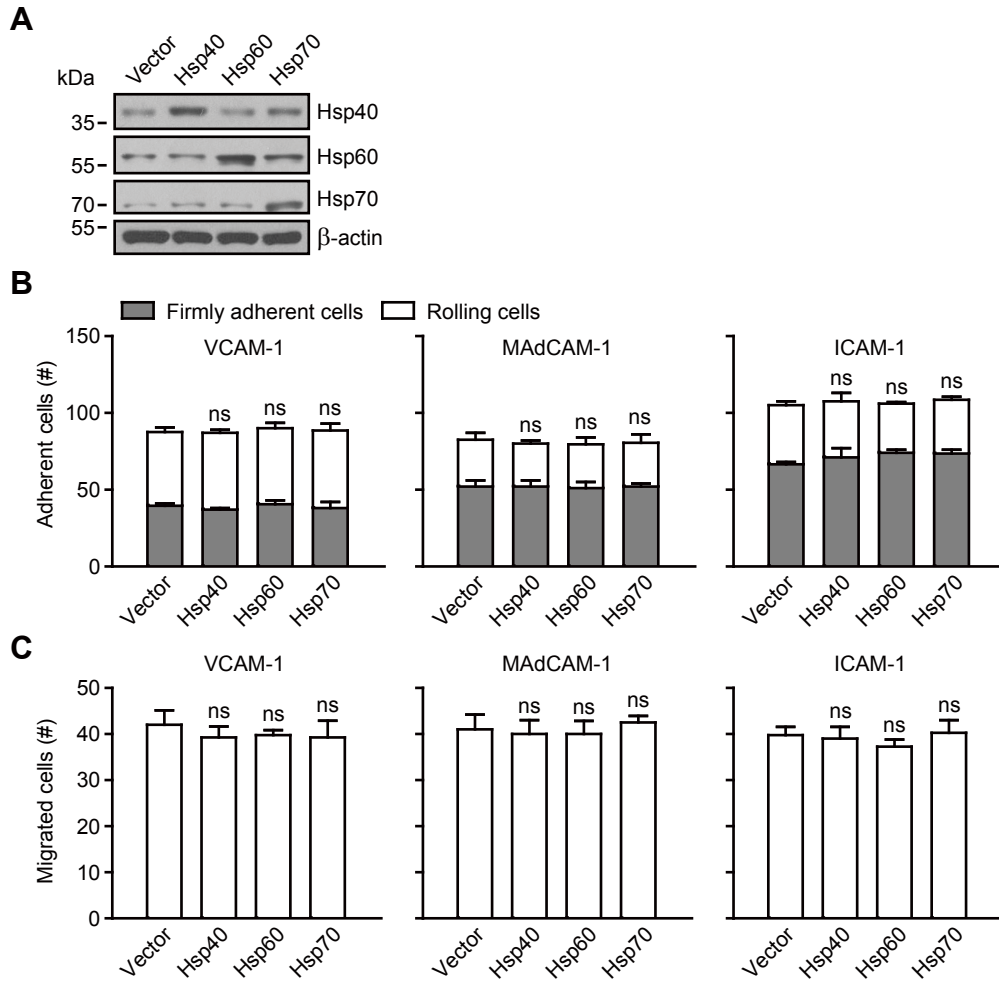 A
kDa
Vector Hsp40 Hsp60 Hsp70
35 Hsp40
55 Hsp60
70 Hsp70
55
β-actin
B
Firmly adherent cells Rolling cells
VCAM-1 MAdCAM-1 ICAM-1
Adherent cells (#)
150
100
50
0
ns ns ns
ns ns ns
ns ns ns
Vector Hsp40 Hsp60 Hsp70
Vector Hsp40 Hsp60 Hsp70
Vector Hsp40 Hsp60 Hsp70
C
VCAM-1 MAdCAM-1 ICAM-1
Migrated cells (#)
50
40
30
20
10
0
ns ns ns
ns ns ns
ns ns ns
Vector Hsp40 Hsp60 Hsp70
Vector Hsp40 Hsp60 Hsp70
Vector Hsp40 Hsp60 Hsp70